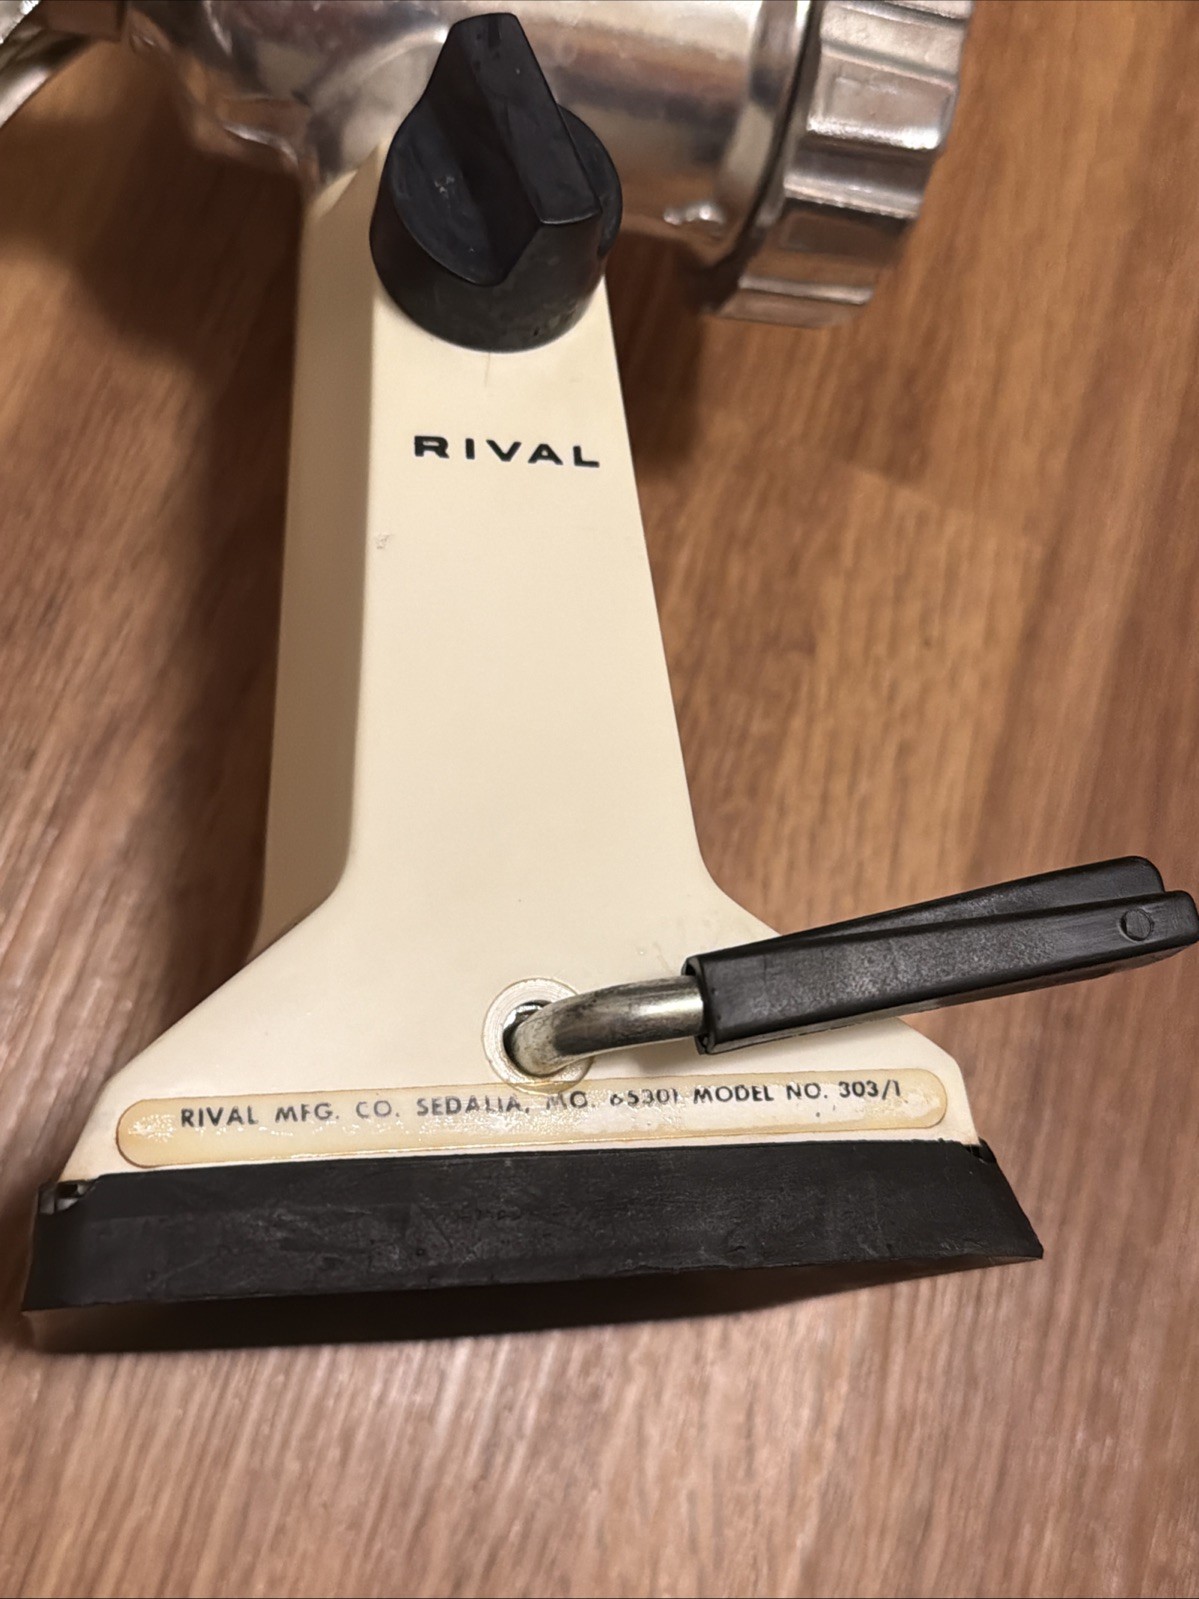 RIVAL
RIVAL MFG. CO. SEDALIA, MO. 65301 MODEL NO. 303/1